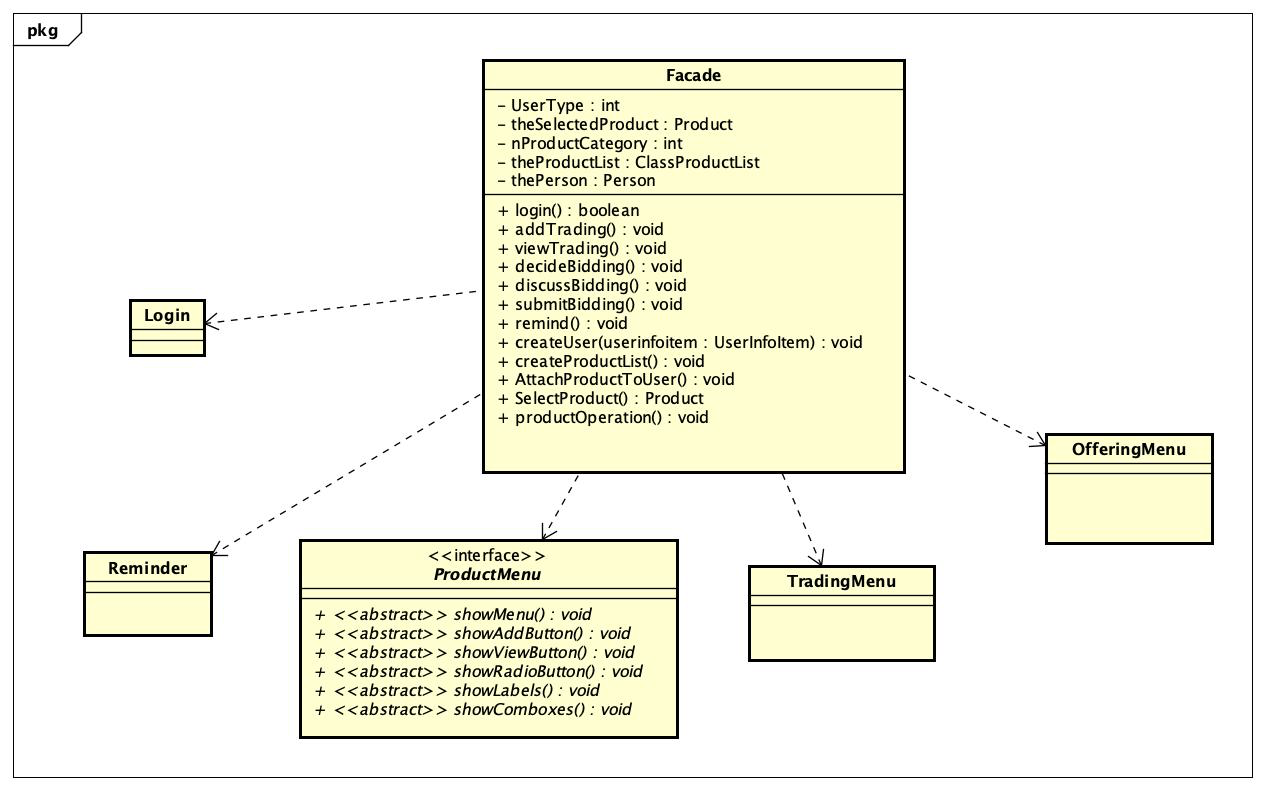 pkg
Facade
- UserType : int
- theSelectedProduct : Product
- nProductCategory : int
- theProductList : ClassProductList
- thePerson : Person
+ login() : boolean
+ addTrading() : void
+ viewTrading() : void
+ decideBidding() : void
+ discussBidding() : void
+ submitBidding() : void
+ remind() : void
+ createUser(userinfoitem : UserInfoItem) : void
+ createProductList() : void
+ AttachProductToUser() : void
+ SelectProduct() : Product
+ productOperation() : void
Login
OfferingMenu
Reminder
<<interface>>
ProductMenu
+ <<abstract>> showMenu() : void
+ <<abstract>> showAddButton() : void
+ <<abstract>> showViewButton() : void
+ <<abstract>> showRadioButton() : void
+ <<abstract>> showLabels() : void
+ <<abstract>> showComboxes() : void
TradingMenu